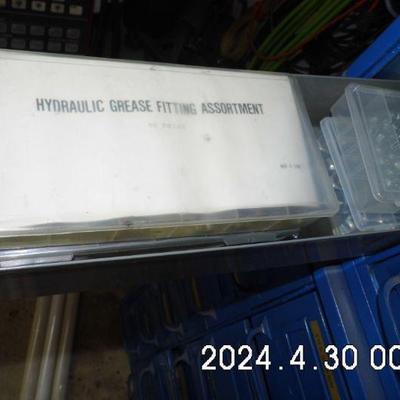 HYDRAULIC GREASE FITTING ASSORTMENT
2024.4.30 00